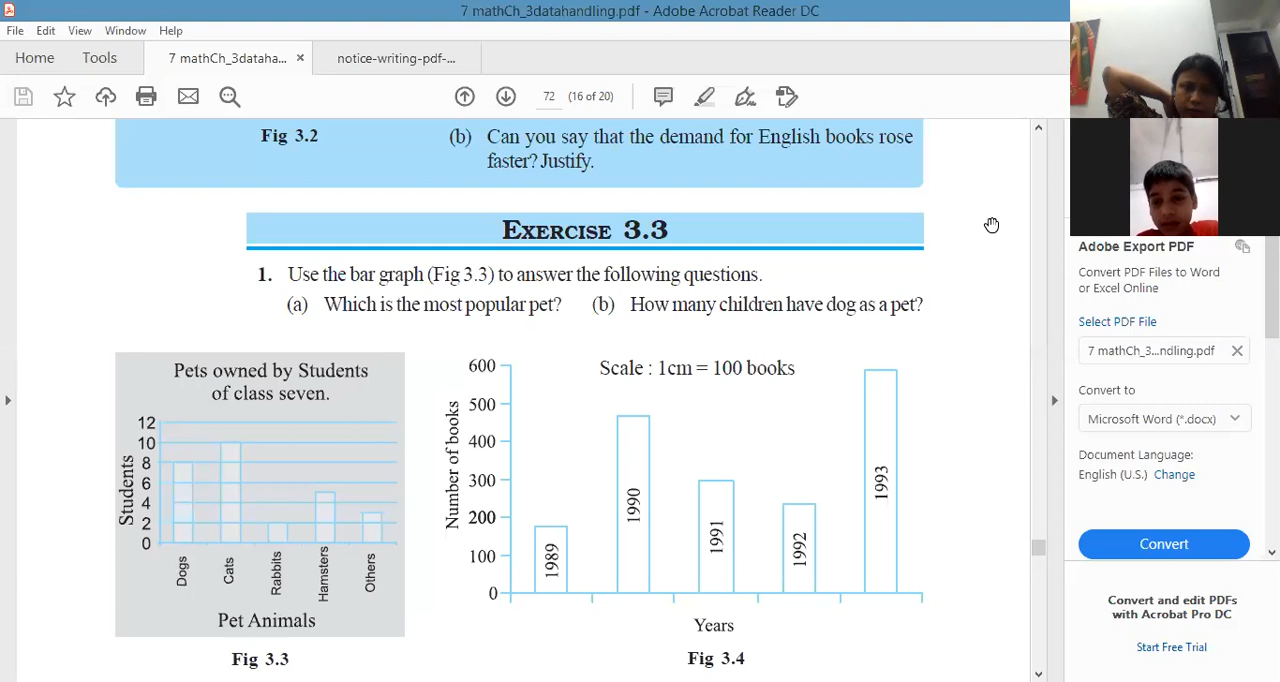 7 mathCh_3datahandling.pdf - Adobe Acrobat Reader DC
File Edit View Window Help
Home Tools 7 mathCh_3dataha... × notice-writing-pdf-...
72 (16 of 20)
Fig 3.2
(b) Can you say that the demand for English books rose
faster? Justify.
EXERCISE 3.3
1. Use the bar graph (Fig 3.3) to answer the following questions.
(a) Which is the most popular pet? (b) How many children have dog as a pet?
Pets owned by Students
of class seven.
12
10
8
6
4
2
0
Students
Dogs
Cats
Rabbits
Hamsters
Others
Pet Animals
Fig 3.3
Scale : 1cm = 100 books
600
500
400
300
200
100
0
Number of books
1989
1990
1991
1992
1993
Years
Fig 3.4
Adobe Export PDF
Convert PDF Files to Word
or Excel Online
Select PDF File
7 mathCh_3...ndling.pdf
Convert to
Microsoft Word (*.docx)
Document Language:
English (U.S.) Change
Convert
Convert and edit PDFs
with Acrobat Pro DC
Start Free Trial